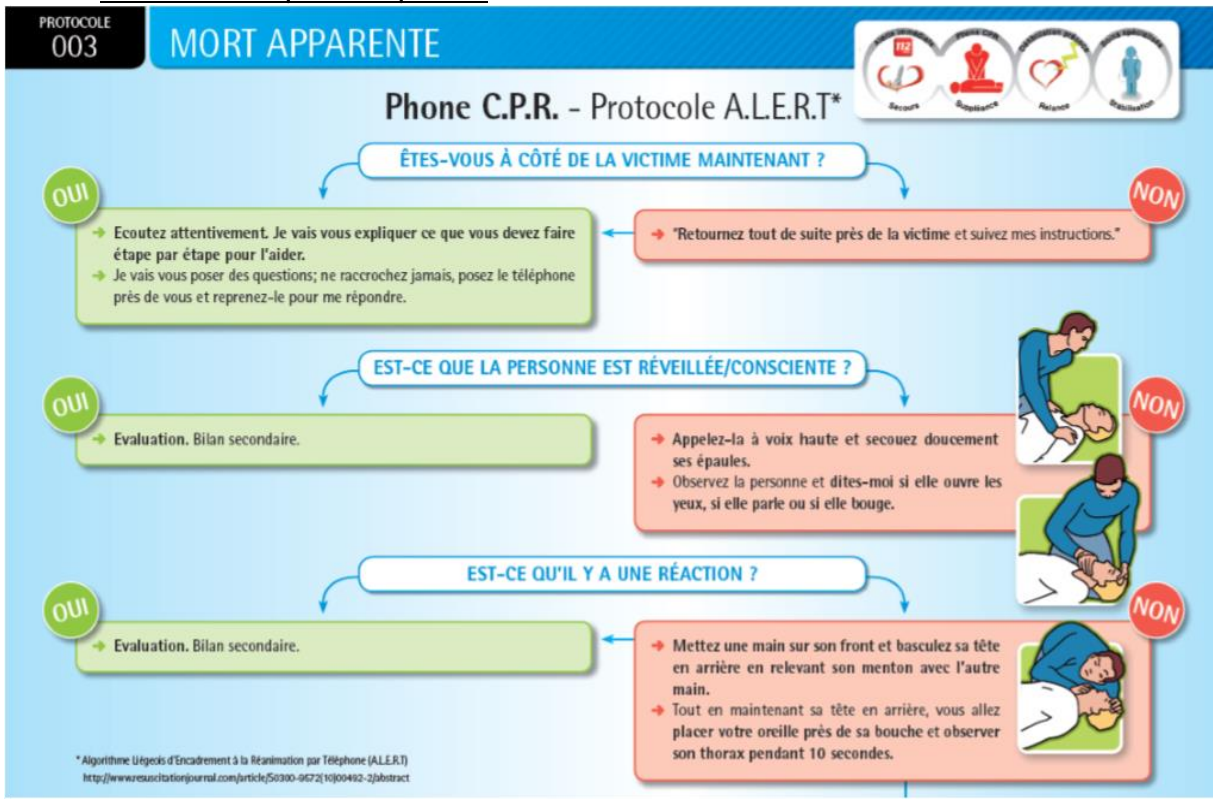 PROTOCOLE
003
MORT APPARENTE
112
Phone CPR
Secours
Suppléance
Relance
Stabilisation
Phone C.P.R. - Protocole A.L.E.R.T*
ÊTES-VOUS À CÔTÉ DE LA VICTIME MAINTENANT ?
OUI
NON
➔ Ecoutez attentivement. Je vais vous expliquer ce que vous devez faire
étape par étape pour l'aider.
➔ Je vais vous poser des questions; ne raccrochez jamais, posez le téléphone
près de vous et reprenez-le pour me répondre.
➔ "Retournez tout de suite près de la victime et suivez mes instructions."
EST-CE QUE LA PERSONNE EST RÉVEILLÉE/CONSCIENTE ?
OUI
NON
➔ Evaluation. Bilan secondaire.
➔ Appelez-la à voix haute et secouez doucement
ses épaules.
➔ Observez la personne et dites-moi si elle ouvre les
yeux, si elle parle ou si elle bouge.
EST-CE QU'IL Y A UNE RÉACTION ?
OUI
NON
➔ Evaluation. Bilan secondaire.
➔ Mettez une main sur son front et basculez sa tête
en arrière en relevant son menton avec l'autre
main.
➔ Tout en maintenant sa tête en arrière, vous allez
placer votre oreille près de sa bouche et observer
son thorax pendant 10 secondes.
* Algorithme Liégeois d'Encadrement à la Réanimation par Téléphone (A.L.E.R.T)
http://www.resuscitationjournal.com/article/S0300-9572(10)00492-2/abstract